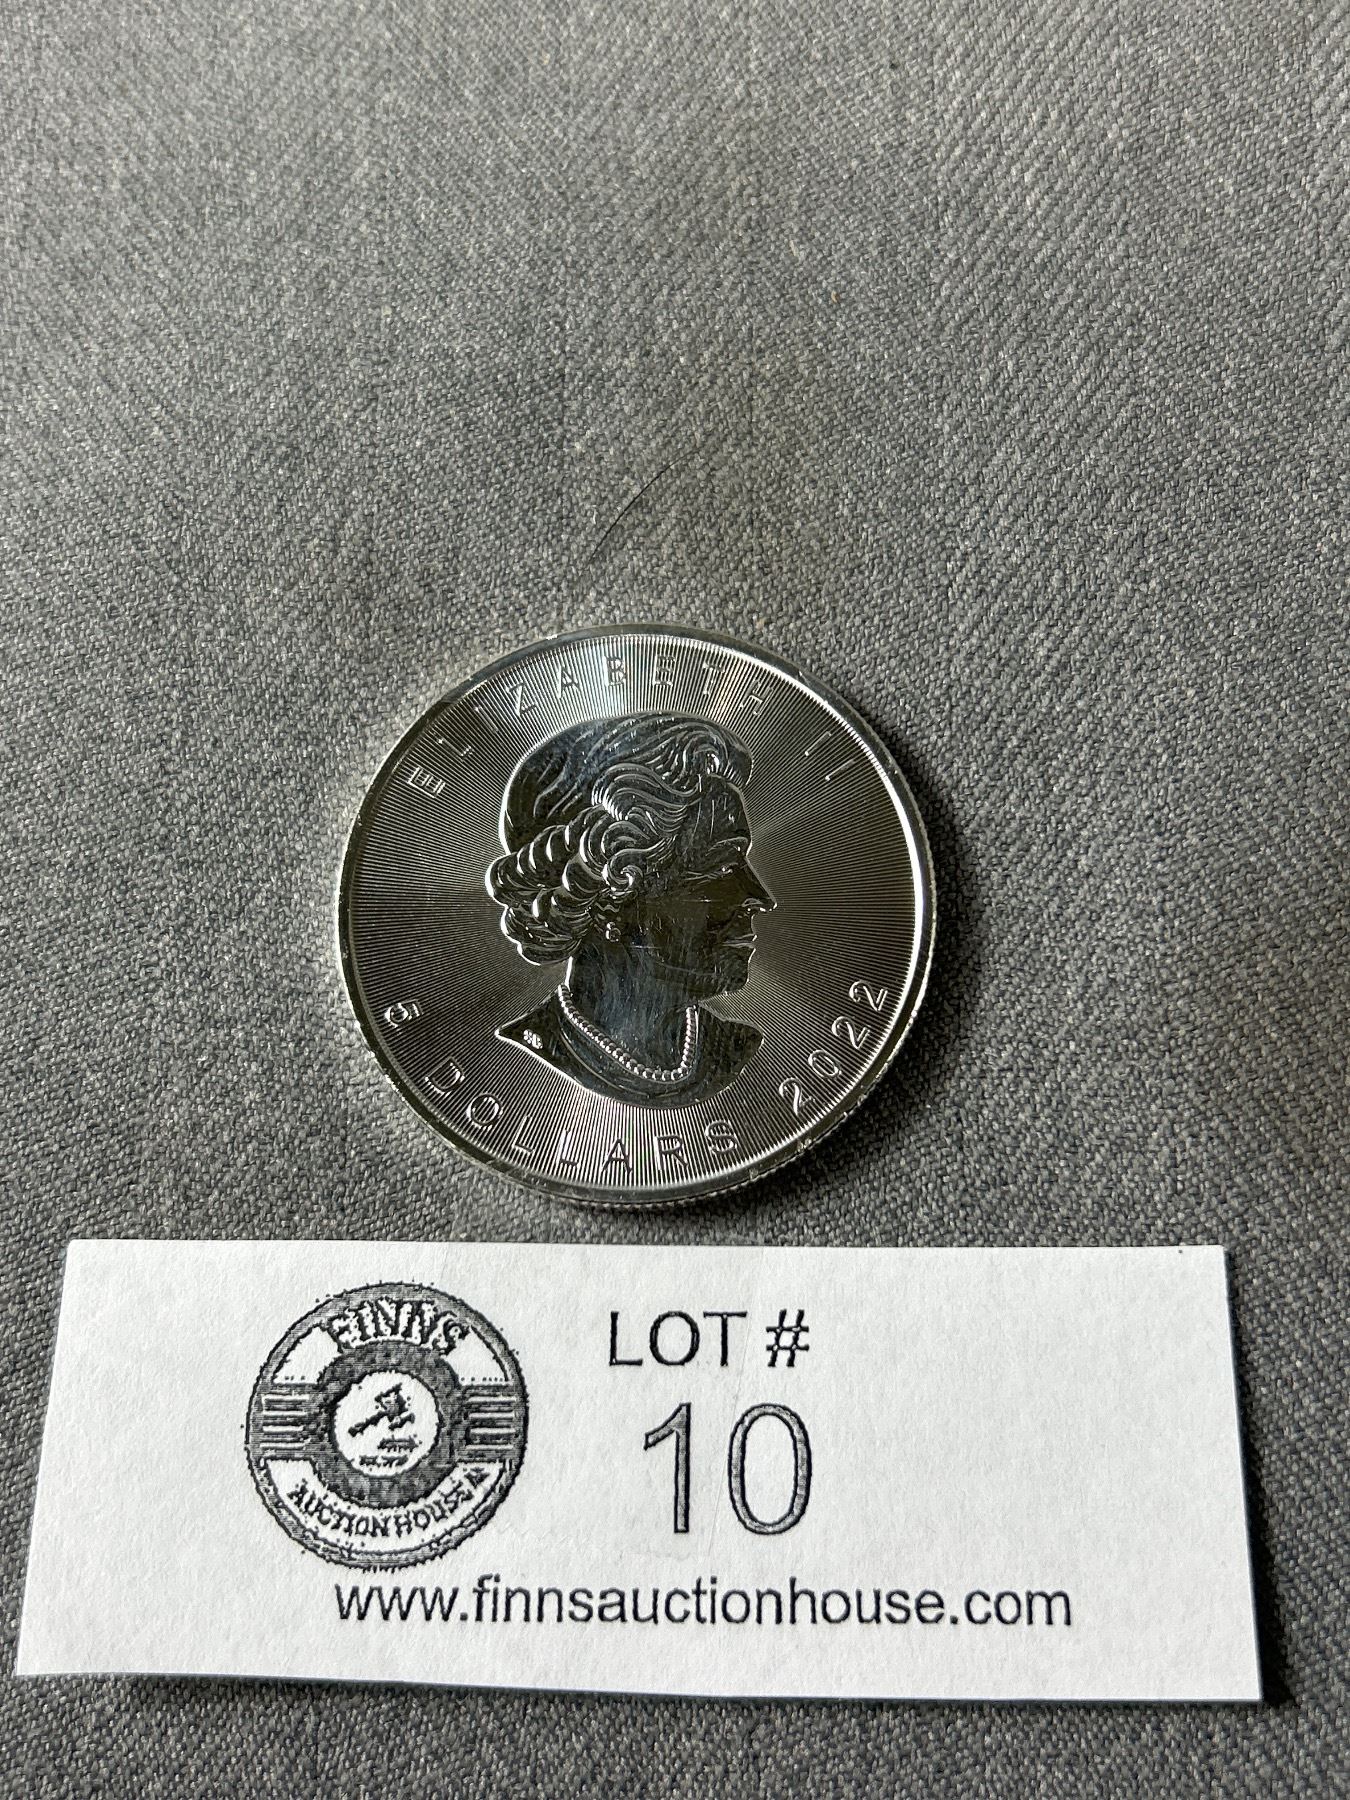 ELIZABETH II
5 DOLLARS 2022
FINNS
AUCTION HOUSE
LOT #
10
www.finnsauctionhouse.com